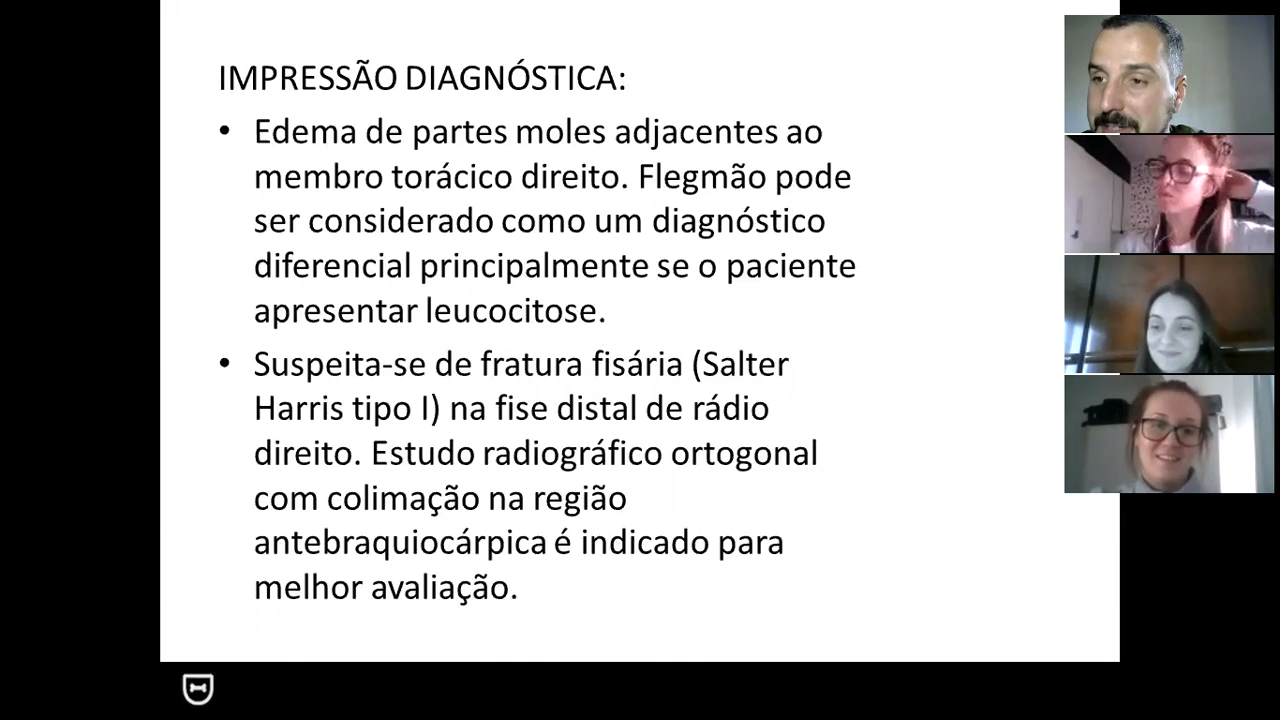 IMPRESSÃO DIAGNÓSTICA:
• Edema de partes moles adjacentes ao
membro torácico direito. Flegmão pode
ser considerado como um diagnóstico
diferencial principalmente se o paciente
apresentar leucocitose.
• Suspeita-se de fratura fisária (Salter
Harris tipo I) na fise distal de rádio
direito. Estudo radiográfico ortogonal
com colimação na região
antebraquiocárpica é indicado para
melhor avaliação.